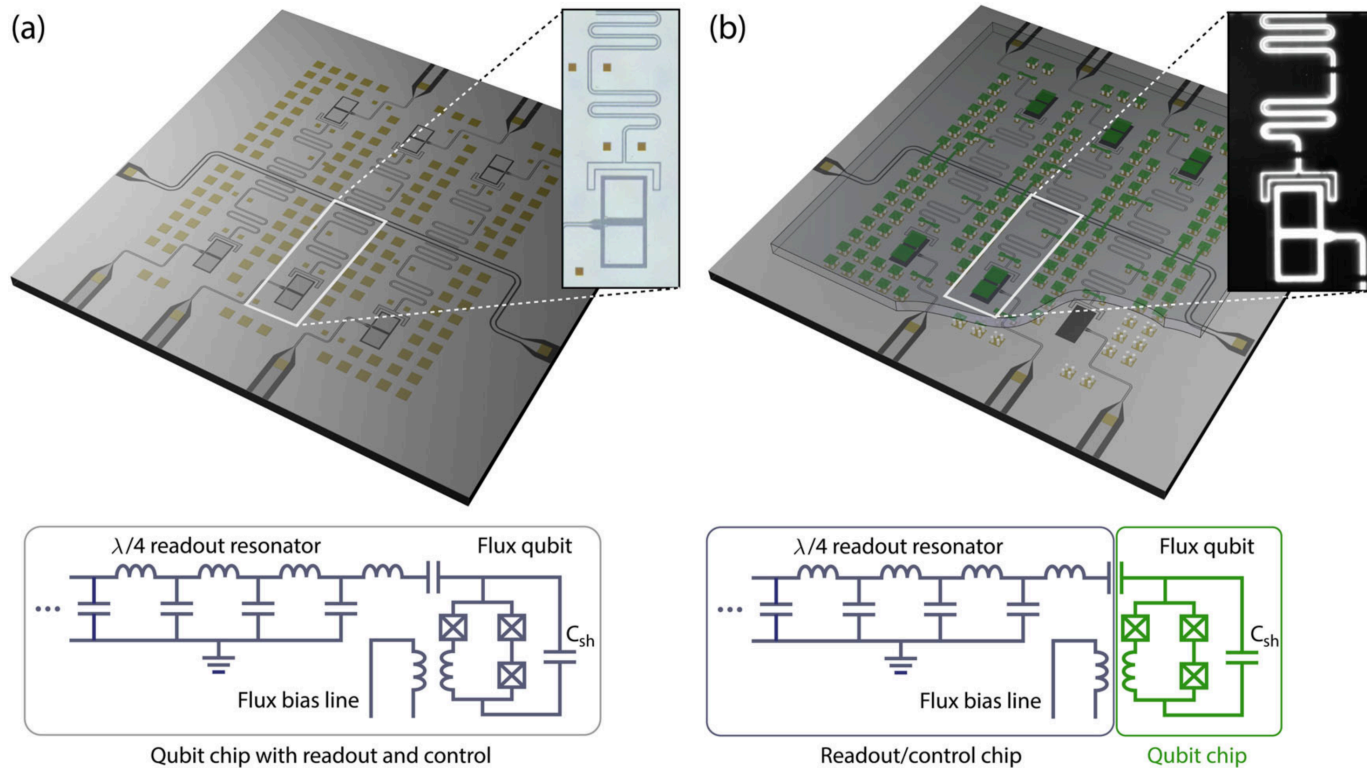 (a)
(b)
λ/4 readout resonator
Flux qubit
C_sh
Flux bias line
Qubit chip with readout and control
λ/4 readout resonator
Flux qubit
C_sh
Flux bias line
Readout/control chip
Qubit chip